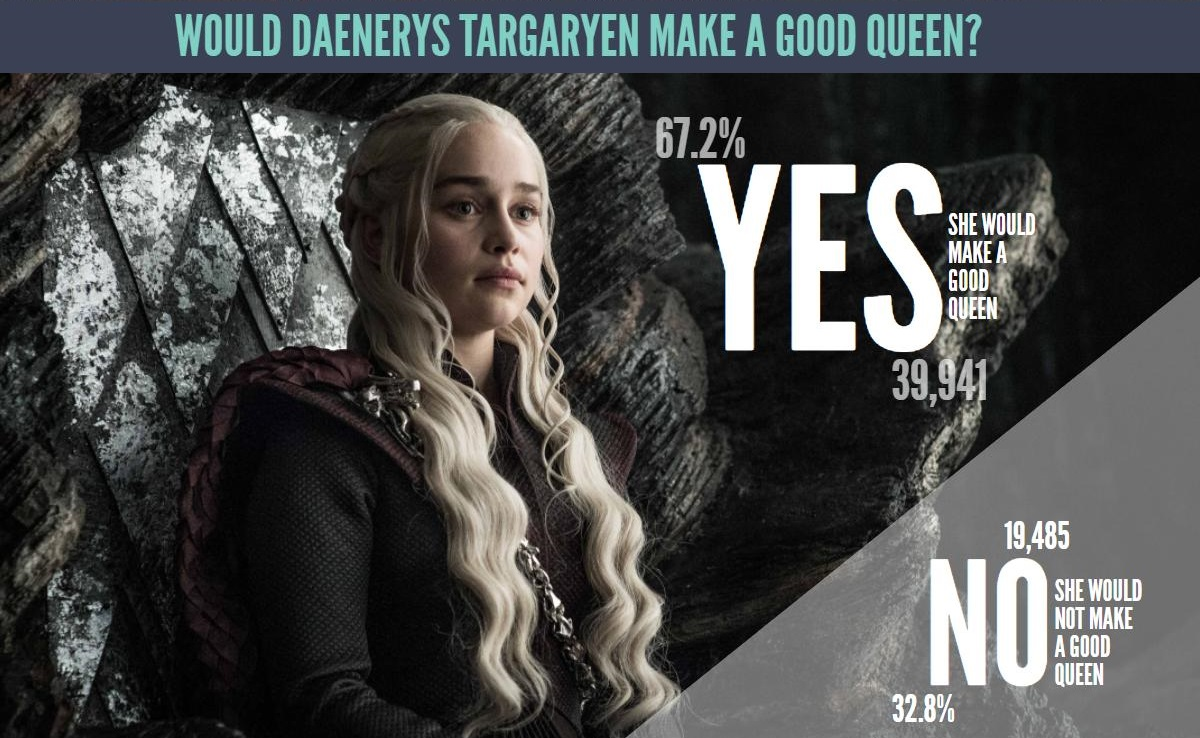 WOULD DAENERYS TARGARYEN MAKE A GOOD QUEEN?
67.2%
YES
SHE WOULD
MAKE A
GOOD
QUEEN
39,941
19,485
NO
SHE WOULD
NOT MAKE
A GOOD
QUEEN
32.8%